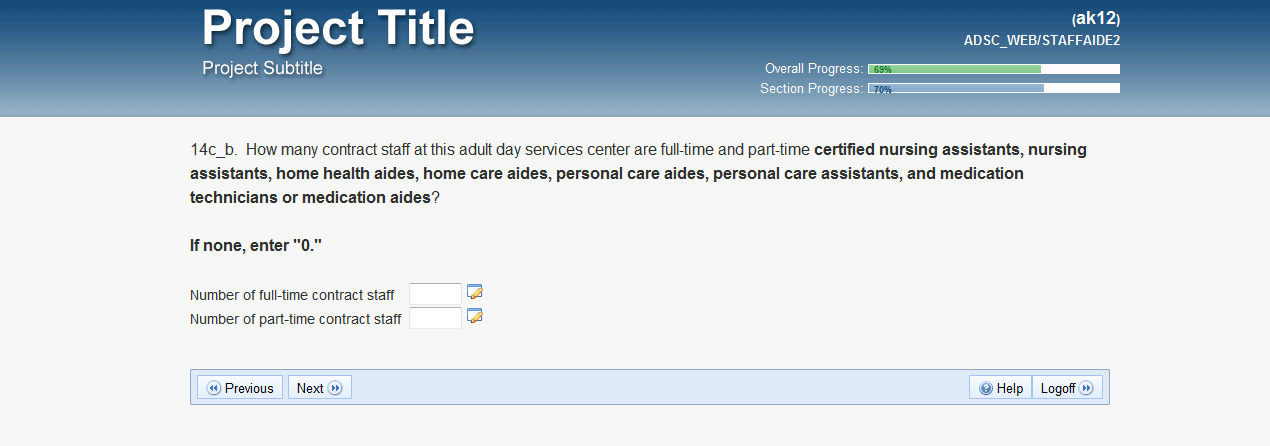 Project Title
Project Subtitle
(ak12)
ADSC_WEB/STAFFAIDE2
Overall Progress: 69%
Section Progress: 70%
14c_b.  How many contract staff at this adult day services center are full-time and part-time certified nursing assistants, nursing
assistants, home health aides, home care aides, personal care aides, personal care assistants, and medication
technicians or medication aides?
If none, enter "0."
Number of full-time contract staff
Number of part-time contract staff
Previous Next Help Logoff